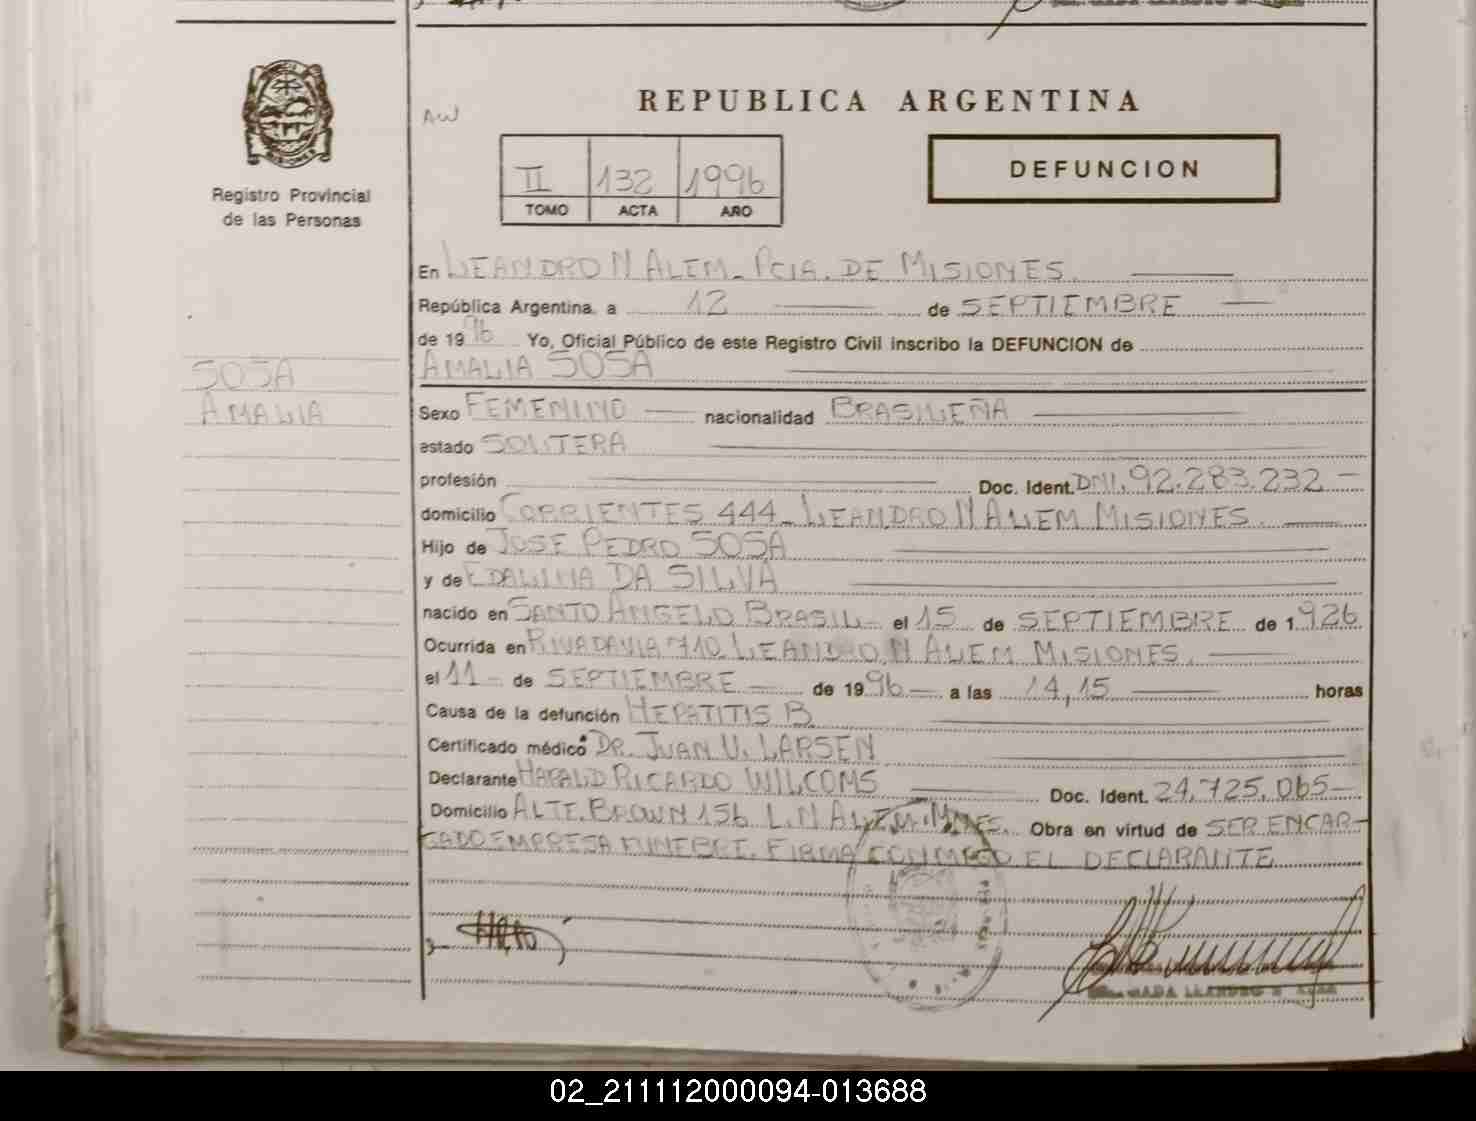 REPUBLICA ARGENTINA
AW
DEFUNCION
II 132 1996
TOMO ACTA AÑO
Registro Provincial
de las Personas
SOSA
AMALIA
En LEANDRO N ALEM - PCIA. DE MISIONES.
República Argentina. a 12 de SEPTIEMBRE
de 1996 Yo, Oficial Público de este Registro Civil inscribo la DEFUNCION de
AMALIA SOSA
Sexo FEMENINO nacionalidad BRASILEÑA
estado SOLTERA
profesión Doc. Ident. DNI. 92.283.232 -
domicilio CORRIENTES 444 - LEANDRO N ALEM MISIONES.
Hijo de JOSE PEDRO SOSA
y de EDALINA DA SILVA
nacido en SANTO ANGELO BRASIL - el 15 de SEPTIEMBRE de 1.926
Ocurrida en RIVADAVIA 710 LEANDRO N ALEM MISIONES.
el 11 - de SEPTIEMBRE - de 1996 - a las 14,15 horas
Causa de la defunción HEPATITIS B
Certificado médico DR. JUAN U. LARSEN
Declarante HARALD RICARDO WILCOMS Doc. Ident. 24.725.065 -
Domicilio ALTE. BROWN 156 L. N ALEM. MNES. Obra en virtud de SER ENCAR-
GADO EMPRESA FUNEBRE. FIRMA CONMIGO EL DECLARANTE
02_211112000094-013688